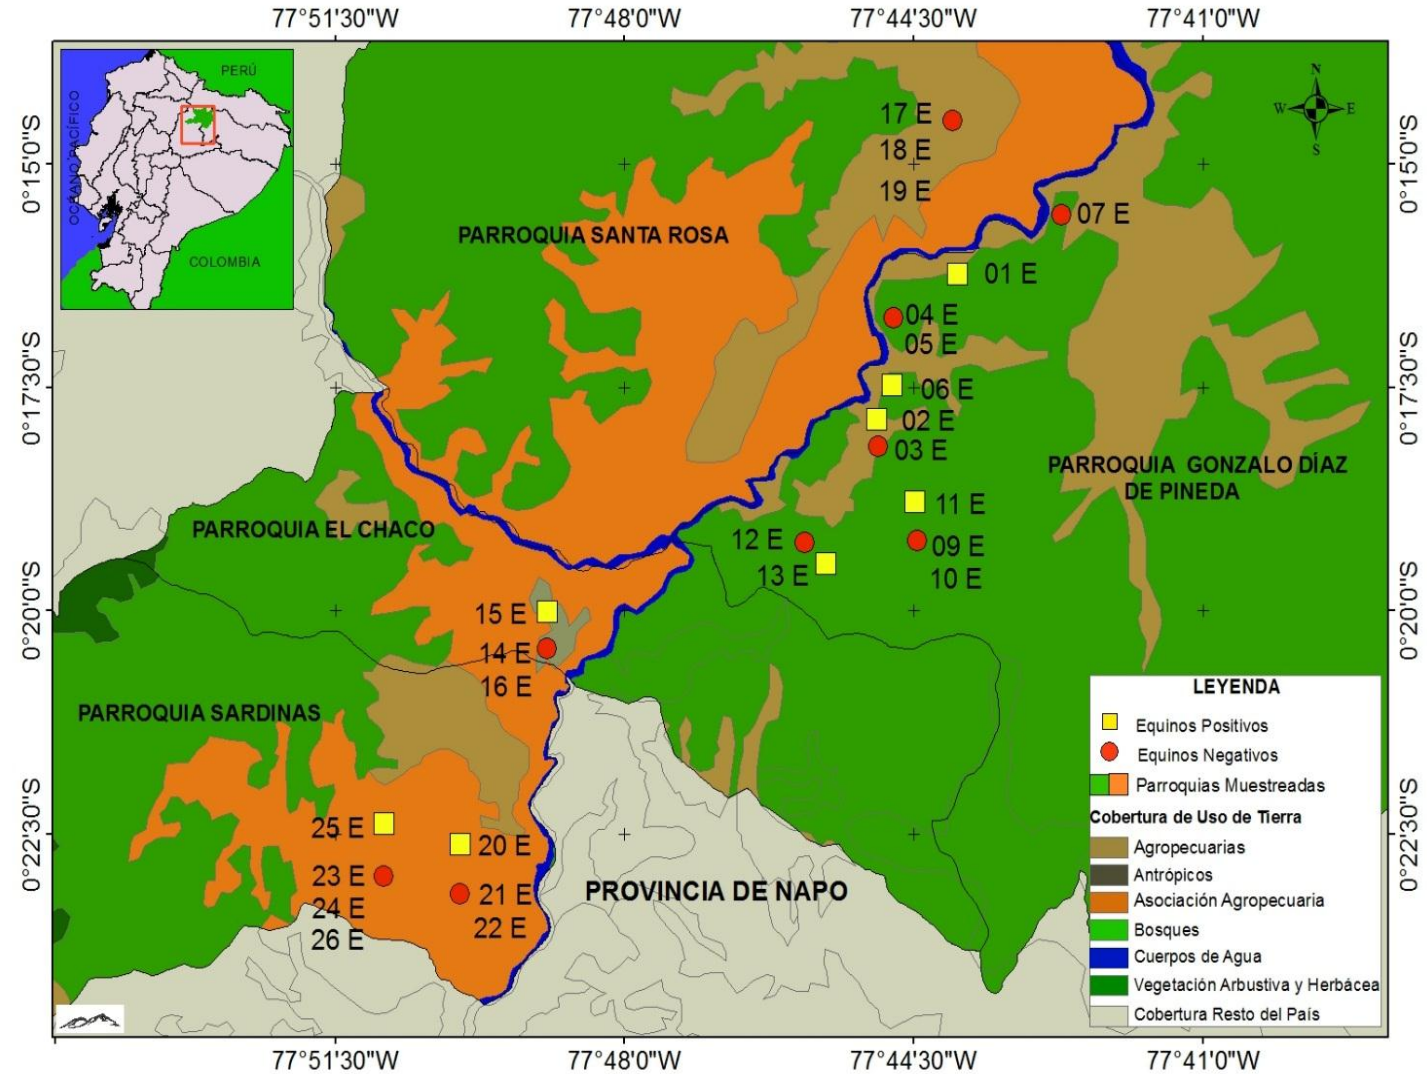 77°51'30"W 77°48'0"W 77°44'30"W 77°41'0"W
PERÚ
OCÉANO PACÍFICO
COLOMBIA
N
W E
S
0°15'0"S 0°15'0"S
17 E
18 E
19 E
07 E
PARROQUIA SANTA ROSA
01 E
04 E
05 E
0°17'30"S 0°17'30"S
06 E
02 E
03 E
PARROQUIA GONZALO DÍAZ
DE PINEDA
11 E
PARROQUIA EL CHACO
12 E
09 E
13 E
10 E
0°20'0"S 0°20'0"S
15 E
14 E
16 E
PARROQUIA SARDINAS
25 E
20 E
23 E
24 E
26 E
21 E
22 E
0°22'30"S 0°22'30"S
PROVINCIA DE NAPO
LEYENDA
Equinos Positivos
Equinos Negativos
Parroquias Muestreadas
Cobertura de Uso de Tierra
Agropecuarias
Antrópicos
Asociación Agropecuaria
Bosques
Cuerpos de Agua
Vegetación Arbustiva y Herbácea
Cobertura Resto del País
77°51'30"W 77°48'0"W 77°44'30"W 77°41'0"W